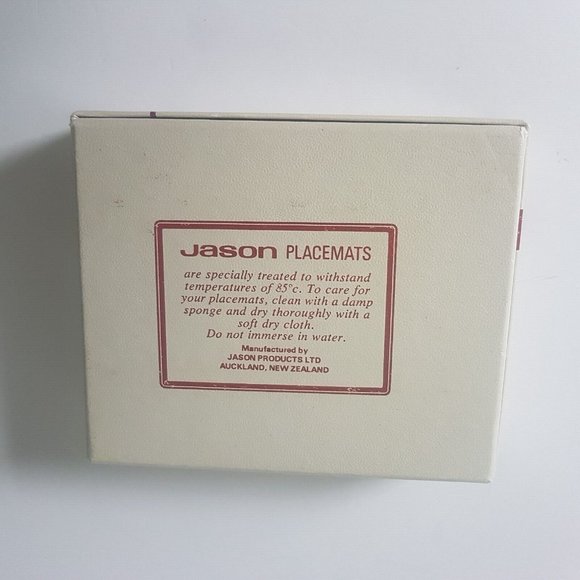 Jason PLACEMATS
are specially treated to withstand
temperatures of 85°c. To care for
your placemats, clean with a damp
sponge and dry thoroughly with a
soft dry cloth.
Do not immerse in water.
Manufactured by
JASON PRODUCTS LTD
AUCKLAND, NEW ZEALAND